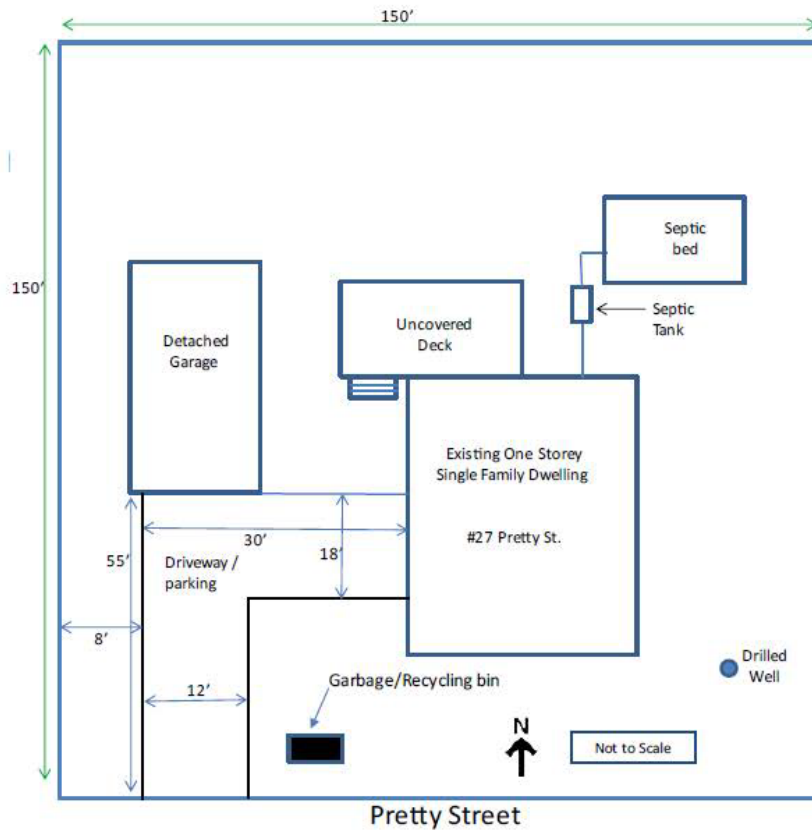 150'
Septic
bed
150'
Septic
Tank
Uncovered
Deck
Detached
Garage
Existing One Storey
Single Family Dwelling
#27 Pretty St.
30'
18'
55'
Driveway /
parking
8'
Drilled
Well
Garbage/Recycling bin
12'
N
Not to Scale
Pretty Street